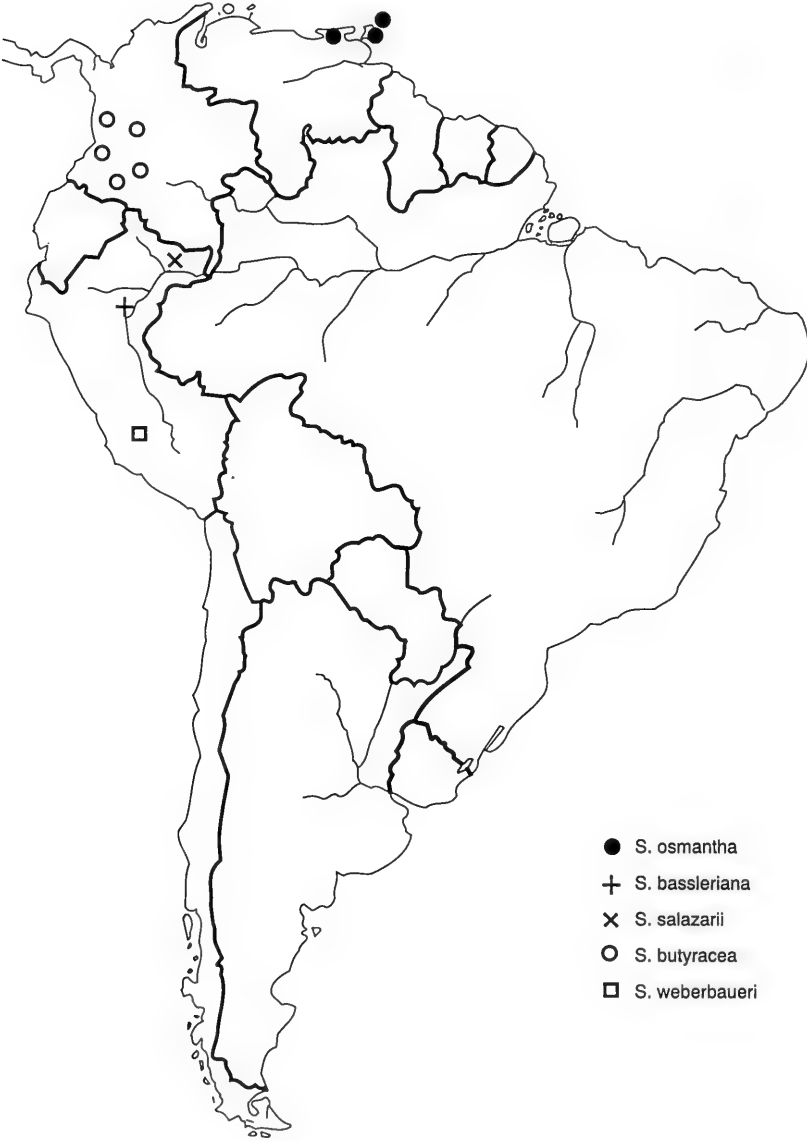 S. osmantha
S. bassleriana
S. salazarii
S. butyracea
S. weberbaueri